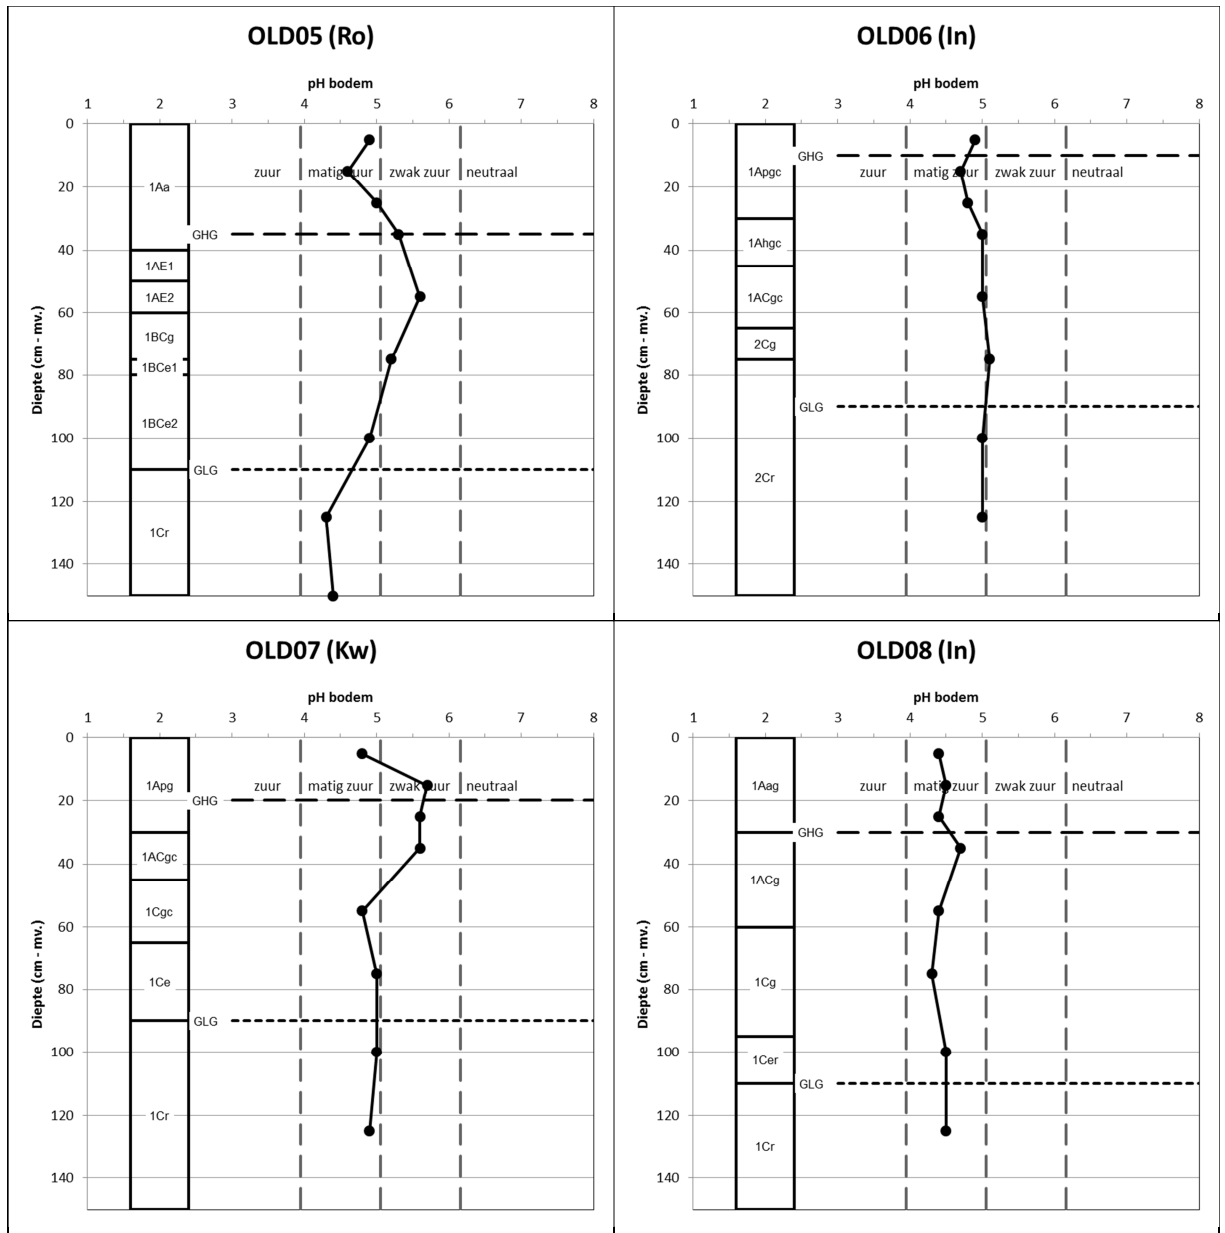 OLD05 (Ro)
pH bodem
1 2 3 4 5 6 7 8
Diepte (cm - mv.)
0
20
40
60
80
100
120
140
zuur matig zuur zwak zuur neutraal
1Aa
GHG
1AE1
1AE2
1BCg
1BCe1
1BCe2
GLG
1Cr
OLD06 (In)
pH bodem
1 2 3 4 5 6 7 8
Diepte (cm - mv.)
0
20
40
60
80
100
120
140
GHG
zuur matig zuur zwak zuur neutraal
1Apgc
1Ahgc
1ACgc
2Cg
GLG
2Cr
OLD07 (Kw)
pH bodem
1 2 3 4 5 6 7 8
Diepte (cm - mv.)
0
20
40
60
80
100
120
140
1Apg
zuur matig zuur zwak zuur neutraal
GHG
1ACgc
1Cgc
1Ce
GLG
1Cr
OLD08 (In)
pH bodem
1 2 3 4 5 6 7 8
Diepte (cm - mv.)
0
20
40
60
80
100
120
140
1Aag
zuur matig zuur zwak zuur neutraal
GHG
1ACg
1Cg
1Cer
GLG
1Cr